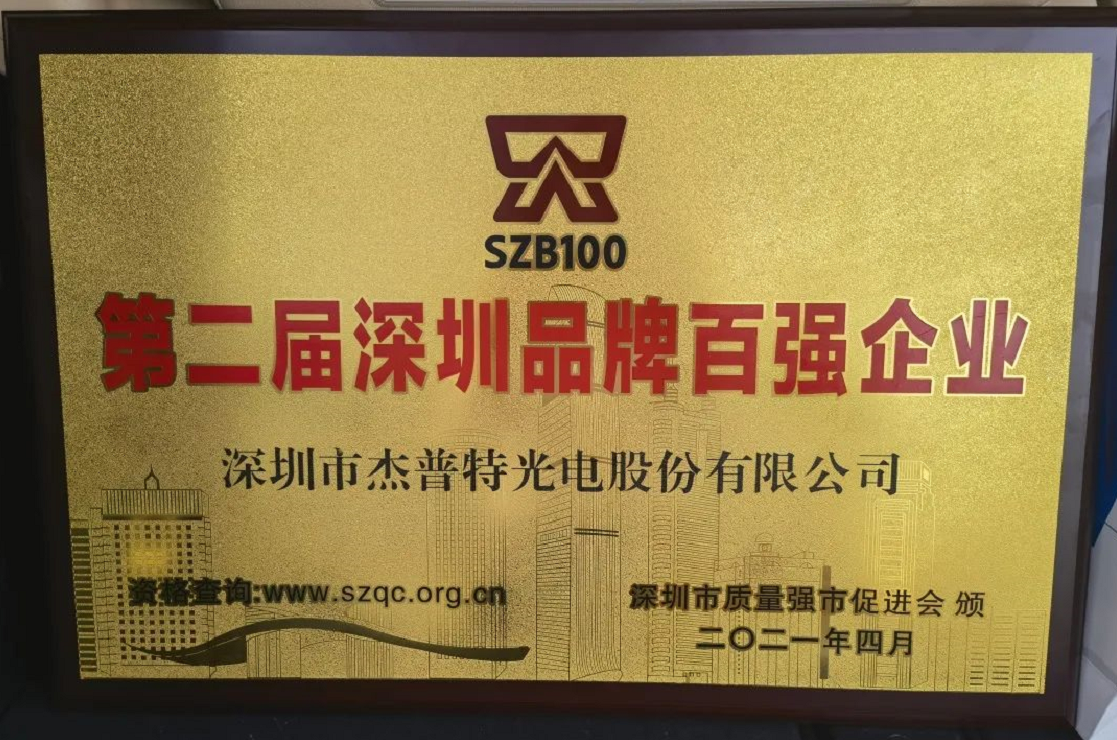 SZB100
第二届深圳品牌百强企业
深圳市杰普特光电股份有限公司
资格查询:www.szqc.org.cn
深圳市质量强市促进会 颁
二〇二一年四月